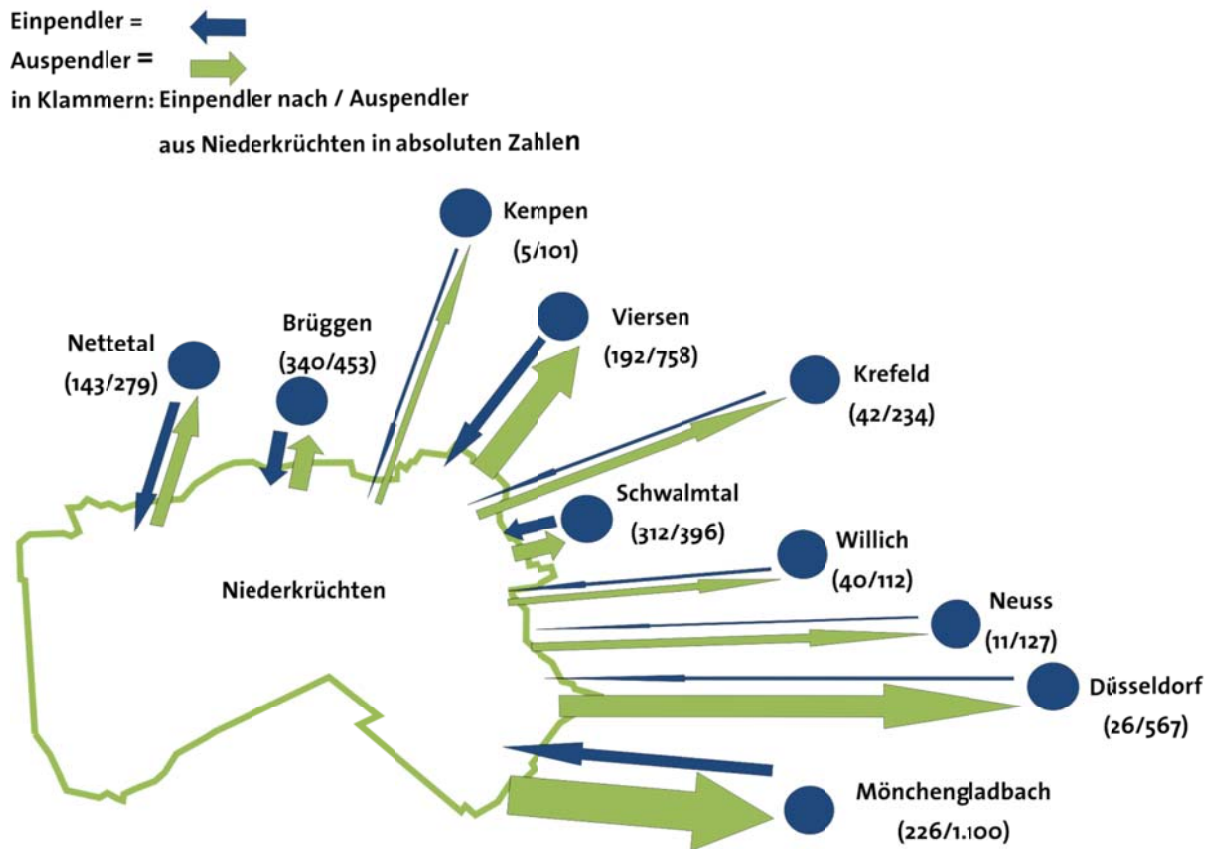 Einpendler =
Auspendler =
in Klammern: Einpendler nach / Auspendler
aus Niederkrüchten in absoluten Zahlen
Kempen
(5/101)
Viersen
(192/758)
Brüggen
(340/453)
Nettetal
(143/279)
Krefeld
(42/234)
Schwalmtal
(312/396)
Willich
(40/112)
Niederkrüchten
Neuss
(11/127)
Düsseldorf
(26/567)
Mönchengladbach
(226/1.100)